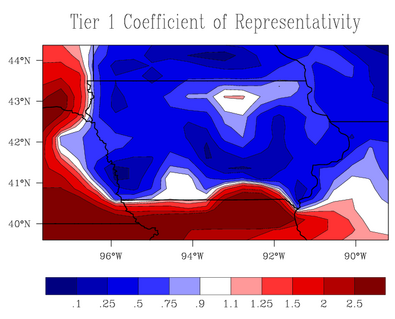 Tier 1 Coefficient of Representativity
44°N
43°N
42°N
41°N
40°N
96°W 94°W 92°W 90°W
.1 .25 .5 .75 .9 1.1 1.25 1.5 2 2.5